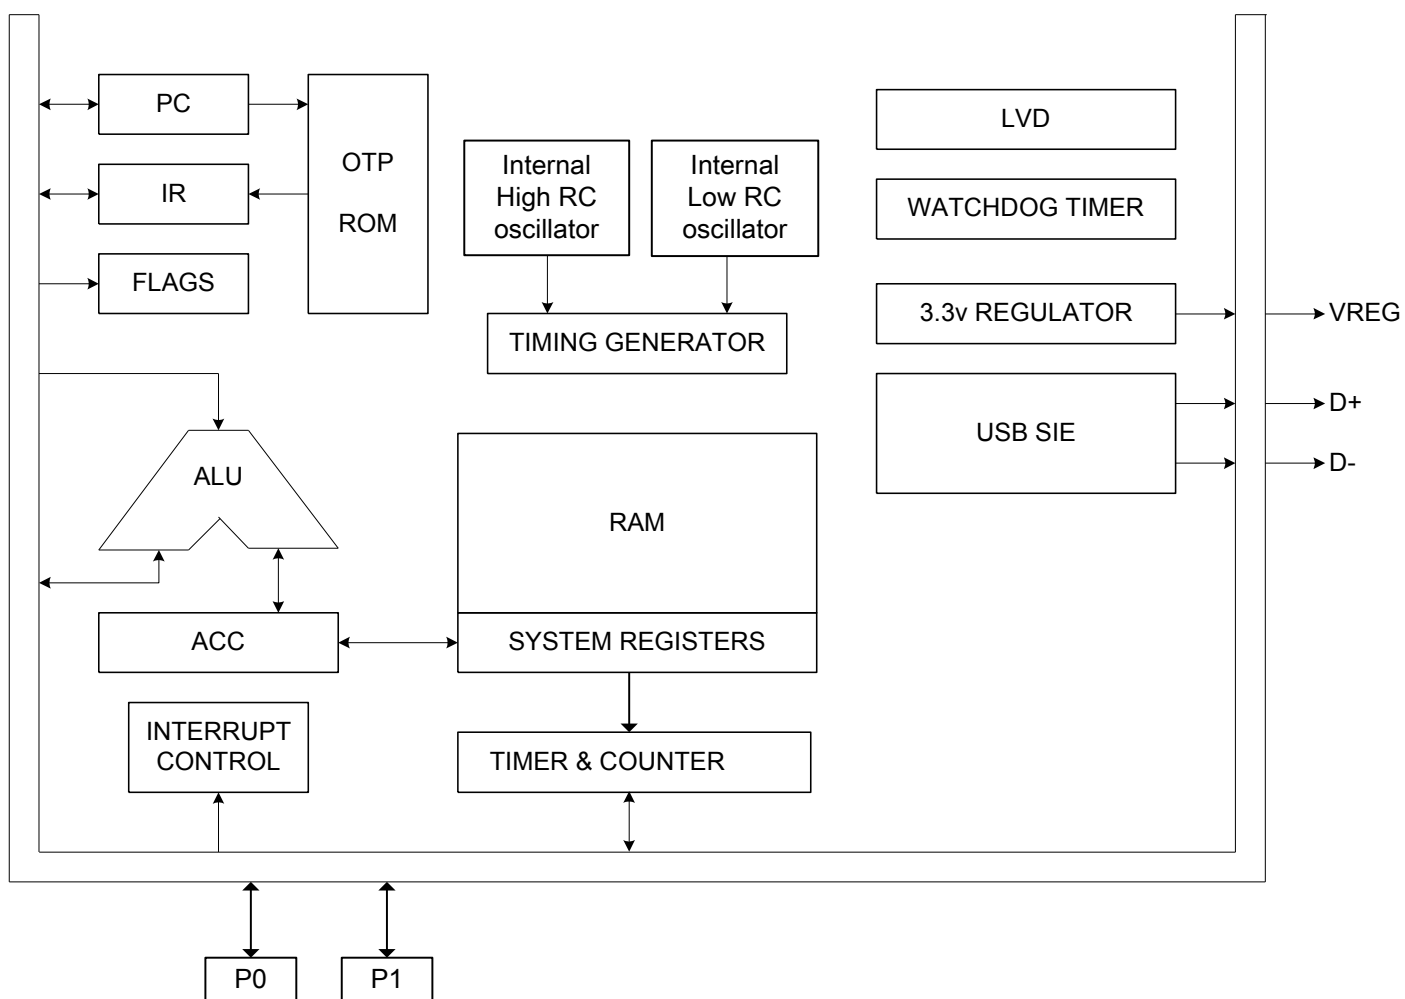 PC
IR
FLAGS
OTP
ROM
Internal
High RC
oscillator
Internal
Low RC
oscillator
TIMING GENERATOR
LVD
WATCHDOG TIMER
3.3v REGULATOR
USB SIE
VREG
D+
D-
ALU
ACC
RAM
SYSTEM REGISTERS
INTERRUPT
CONTROL
TIMER & COUNTER
P0
P1